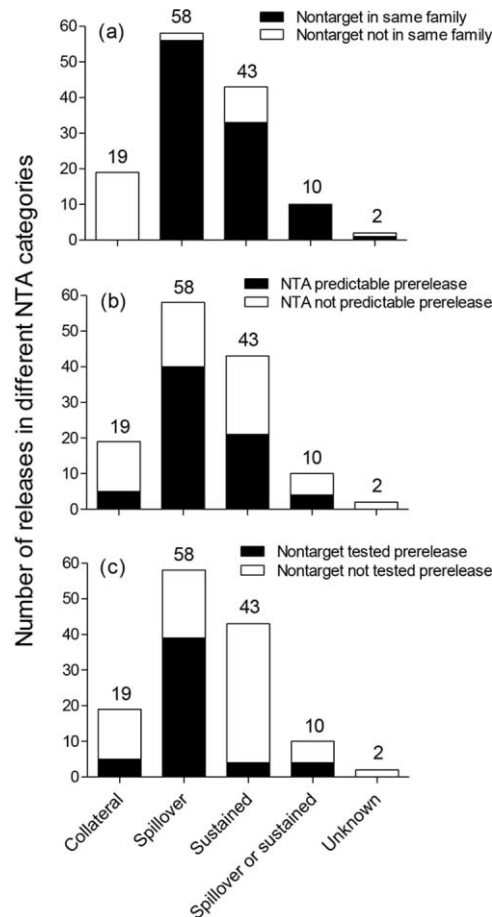 Number of releases in different NTA categories
(a)
Nontarget in same family
Nontarget not in same family
60
50
40
30
20
10
0
19
58
43
10
2
(b)
NTA predictable prerelease
NTA not predictable prerelease
60
50
40
30
20
10
0
19
58
43
10
2
(c)
Nontarget tested prerelease
Nontarget not tested prerelease
60
50
40
30
20
10
0
19
58
43
10
2
Collateral
Spillover
Sustained
Spillover or sustained
Unknown